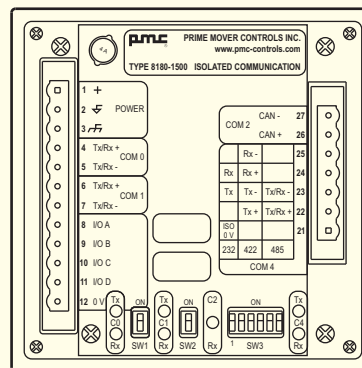 4A
pmc PRIME MOVER CONTROLS INC.
www.pmc-controls.com
TYPE 8180-1500 ISOLATED COMMUNICATION
1 +
2 POWER
3
4 Tx/Rx +
COM 0
5 Tx/Rx -
6 Tx/Rx +
COM 1
7 Tx/Rx -
8 I/O A
9 I/O B
10 I/O C
11 I/O D
12 0 V
CAN - 27
COM 2
CAN + 26
Rx - 25
Rx Rx + 24
Tx Tx - Tx/Rx - 23
Tx + Tx/Rx + 22
ISO
0 V 21
232 422 485
COM 4
Tx ON Tx ON C2 ON Tx
C0 C1 C4
Rx SW1 Rx SW2 Rx 1 SW3 Rx